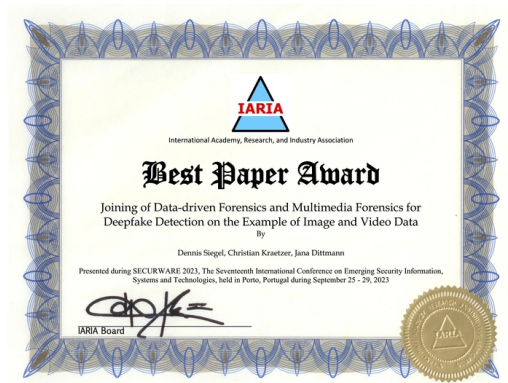 IARIA
International Academy, Research, and Industry Association
Best Paper Award
Joining of Data-driven Forensics and Multimedia Forensics for
Deepfake Detection on the Example of Image and Video Data
By
Dennis Siegel, Christian Kraetzer, Jana Dittmann
Presented during SECURWARE 2023, The Seventeenth International Conference on Emerging Security Information,
Systems and Technologies, held in Porto, Portugal during September 25 - 29, 2023
IARIA Board
IARIA